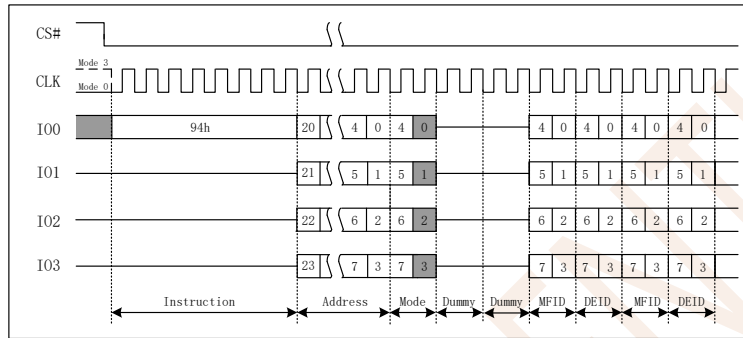 CS#
Mode 3
CLK
Mode 0
IO0 94h 20 4 0 4 0 4 0 4 0 4 0 4 0
IO1 21 5 1 5 1 5 1 5 1 5 1 5 1
IO2 22 6 2 6 2 6 2 6 2 6 2 6 2
IO3 23 7 3 7 3 7 3 7 3 7 3 7 3
Instruction Address Mode Dummy Dummy MFID DEID MFID DEID